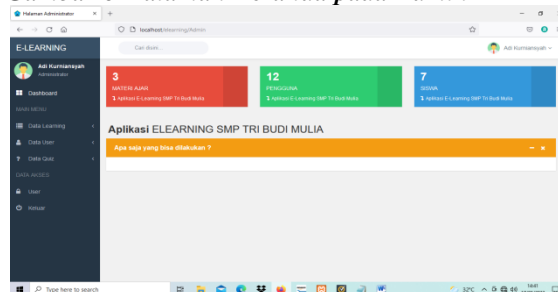 Halaman Administrator
localhost/elearning/Admin
E-LEARNING
Cari disini ...
Adi Kurniansyah
Adi Kurniansyah
Administrator
Dashboard
MAIN MENU
Data Learning
Data User
Data Quiz
DATA AKSES
User
Keluar
3
MATERI AJAR
Aplikasi E-Learning SMP Tri Budi Mulia
12
PENGGUNA
Aplikasi E-Learning SMP Tri Budi Mulia
7
SISWA
Aplikasi E-Learning SMP Tri Budi Mulia
Aplikasi ELEARNING SMP TRI BUDI MULIA
Apa saja yang bisa dilakukan ?
Type here to search
32°C
14:41